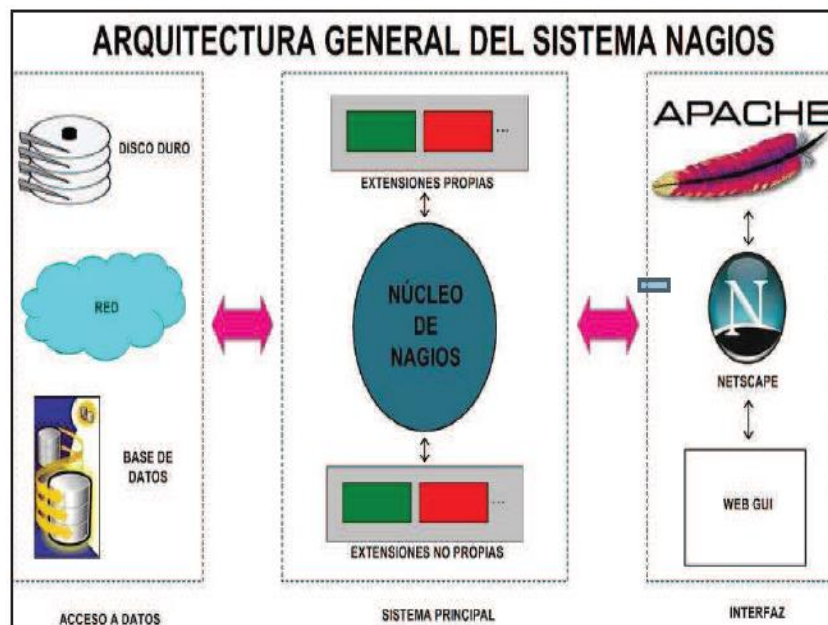 ARQUITECTURA GENERAL DEL SISTEMA NAGIOS
DISCO DURO
RED
BASE DE
DATOS
ACCESO A DATOS
...
EXTENSIONES PROPIAS
NÚCLEO
DE
NAGIOS
...
EXTENSIONES NO PROPIAS
SISTEMA PRINCIPAL
APACHE
N
NETSCAPE
WEB GUI
INTERFAZ